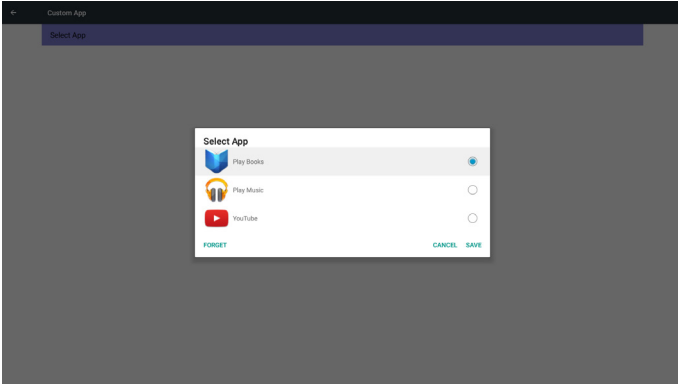 Custom App
Select App
Select App
Play Books
Play Music
YouTube
FORGET CANCEL SAVE